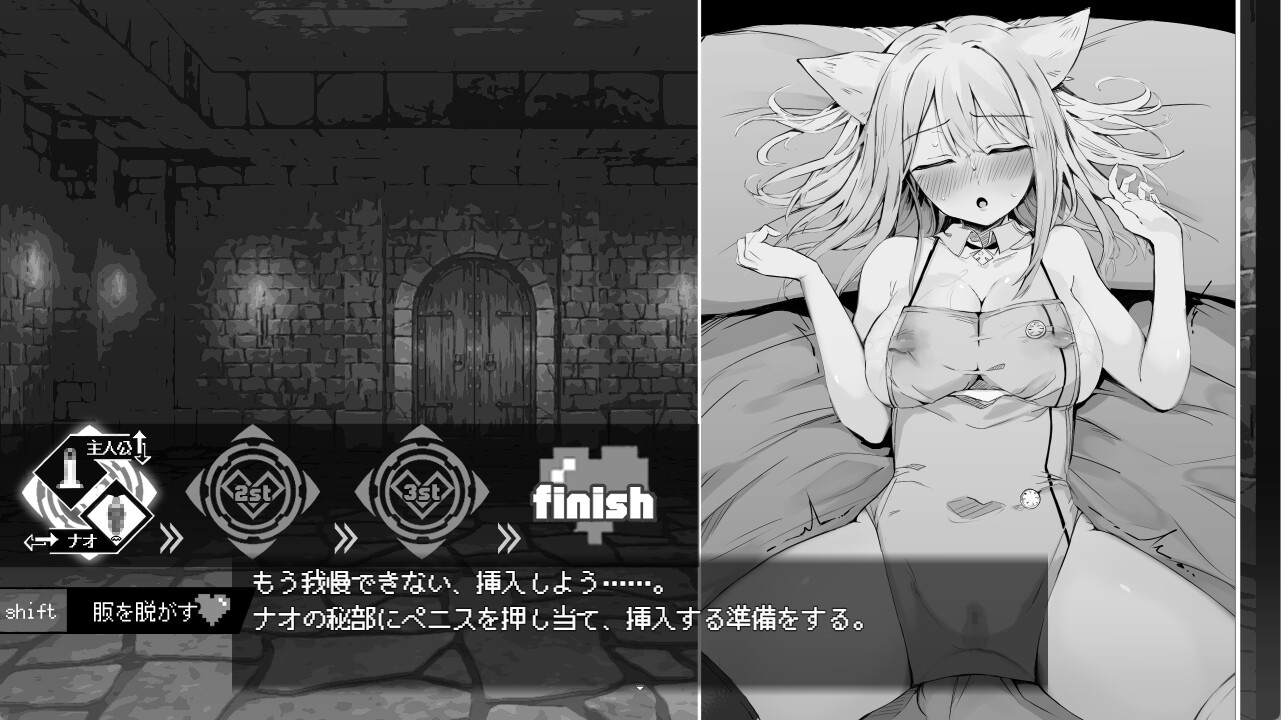 主人公
ナオ
2st
3st
finish
もう我慢できない、挿入しよう……。
ナオの秘部にペニスを押し当て、挿入する準備をする。
shift
服を脱がす